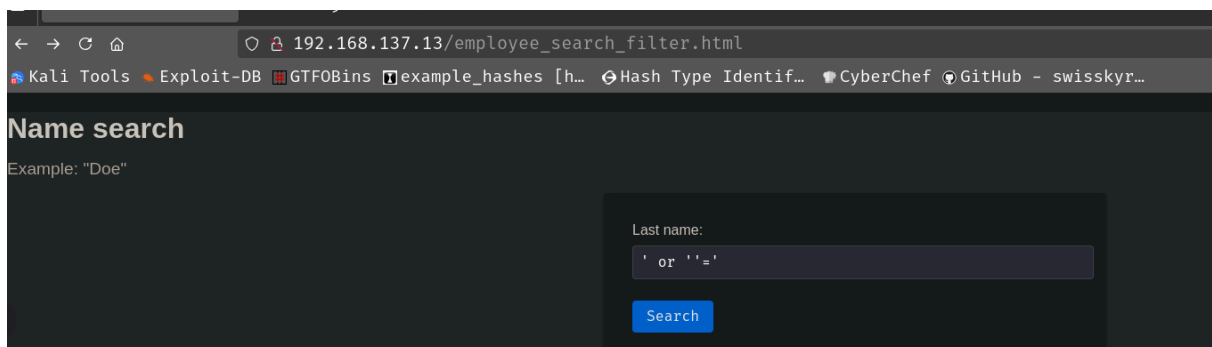 192.168.137.13/employee_search_filter.html
Kali Tools Exploit-DB GTFOBins example_hashes [h… Hash Type Identif… CyberChef GitHub - swisskyr…
Name search
Example: "Doe"
Last name:
' or ''='
Search